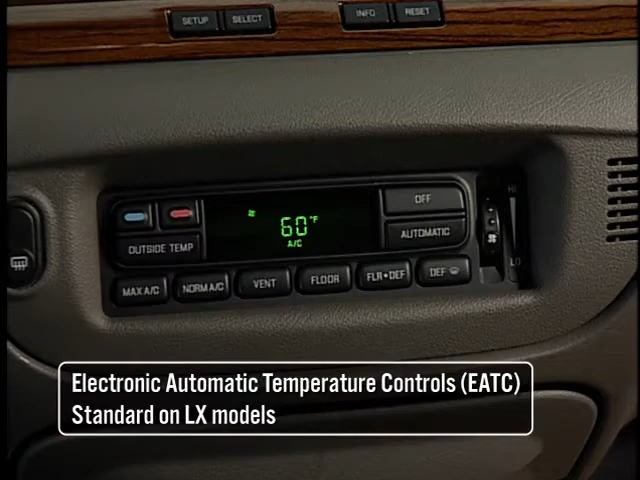 SETUP SELECT INFO RESET
OFF
60°F
A/C
OUTSIDE TEMP
AUTOMATIC
HI
LO
MAX A/C NORM A/C VENT FLOOR FLR•DEF DEF
Electronic Automatic Temperature Controls (EATC)
Standard on LX models